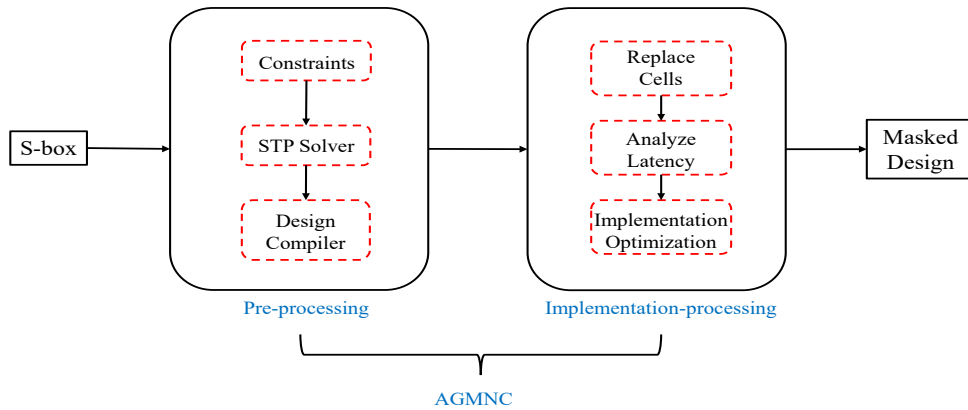 S-box
Constraints
STP Solver
Design
Compiler
Pre-processing
Replace
Cells
Analyze
Latency
Implementation
Optimization
Implementation-processing
Masked
Design
AGMNC